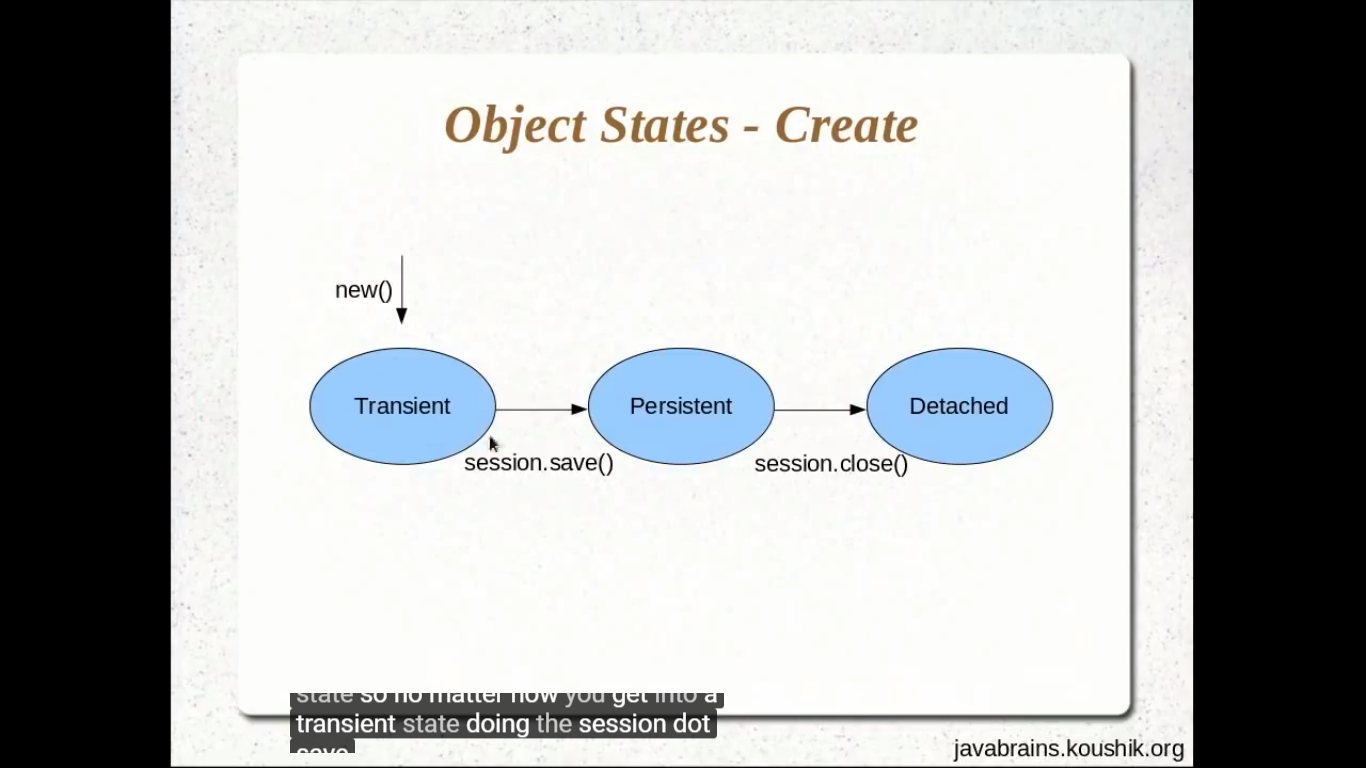 Object States - Create
new()
Transient
Persistent
Detached
session.save()
session.close()
state so no matter how you get into a
transient state doing the session dot
save
javabrains.koushik.org